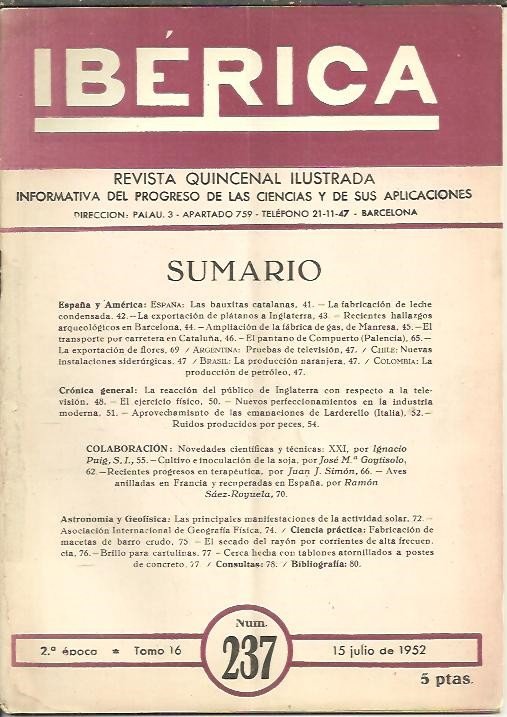 IBÉRICA
REVISTA QUINCENAL ILUSTRADA
INFORMATIVA DEL PROGRESO DE LAS CIENCIAS Y DE SUS APLICACIONES
DIRECCION: PALAU. 3 - APARTADO 759 - TELÉFONO 21-11-47 - BARCELONA
SUMARIO
España y América: ESPAÑA: Las bauxitas catalanas, 41. — La fabricación de leche
condensada. 42. — La exportación de plátanos a Inglaterra, 43. — Recientes hallazgos
arqueológicos en Barcelona, 44. — Ampliación de la fábrica de gas, de Manresa, 45. — El
transporte por carretera en Cataluña, 46. — El pantano de Compuerto (Palencia), 65. —
La exportación de flores, 69 / ARGENTINA: Pruebas de televisión, 47. / CHILE: Nuevas
instalaciones siderúrgicas, 47 / BRASIL: La producción naranjera, 47. / COLOMBIA: La
producción de petróleo, 47.
Crónica general: La reacción del público de Inglaterra con respecto a la tele-
visión, 48. — El ejercicio físico, 50. — Nuevos perfeccionamientos en la industria
moderna, 51. — Aprovechamisnto de las emanaciones de Larderello (Italia), 52. —
Ruidos producidos por peces, 54.
COLABORACIÓN: Novedades científicas y técnicas: XXI, por Ignacio
Puig, S. I., 55. — Cultivo e inoculación de la soja, por José M.ª Goytisolo,
62. — Recientes progresos en terapéutica, por Juan J. Simón, 66. — Aves
anilladas en Francia y recuperadas en España, por Ramón
Sáez-Royuela, 70.
Astronomía y Geofísica: Las principales manifestaciones de la actividad solar, 72. —
Asociación Internacional de Geografía Física, 74. / Ciencia práctica: Fabricación de
macetas de barro crudo, 75. — El secado del rayón por corrientes de alta frecuen.
cia, 76. — Brillo para cartulinas. 77 — Cerca hecha con tablones atornillados a postes
de concreto, 77. / Consultas: 78. / Bibliografía: 80.
Num.
237
2.ª época * Tomo 16
15 julio de 1952
5 ptas.